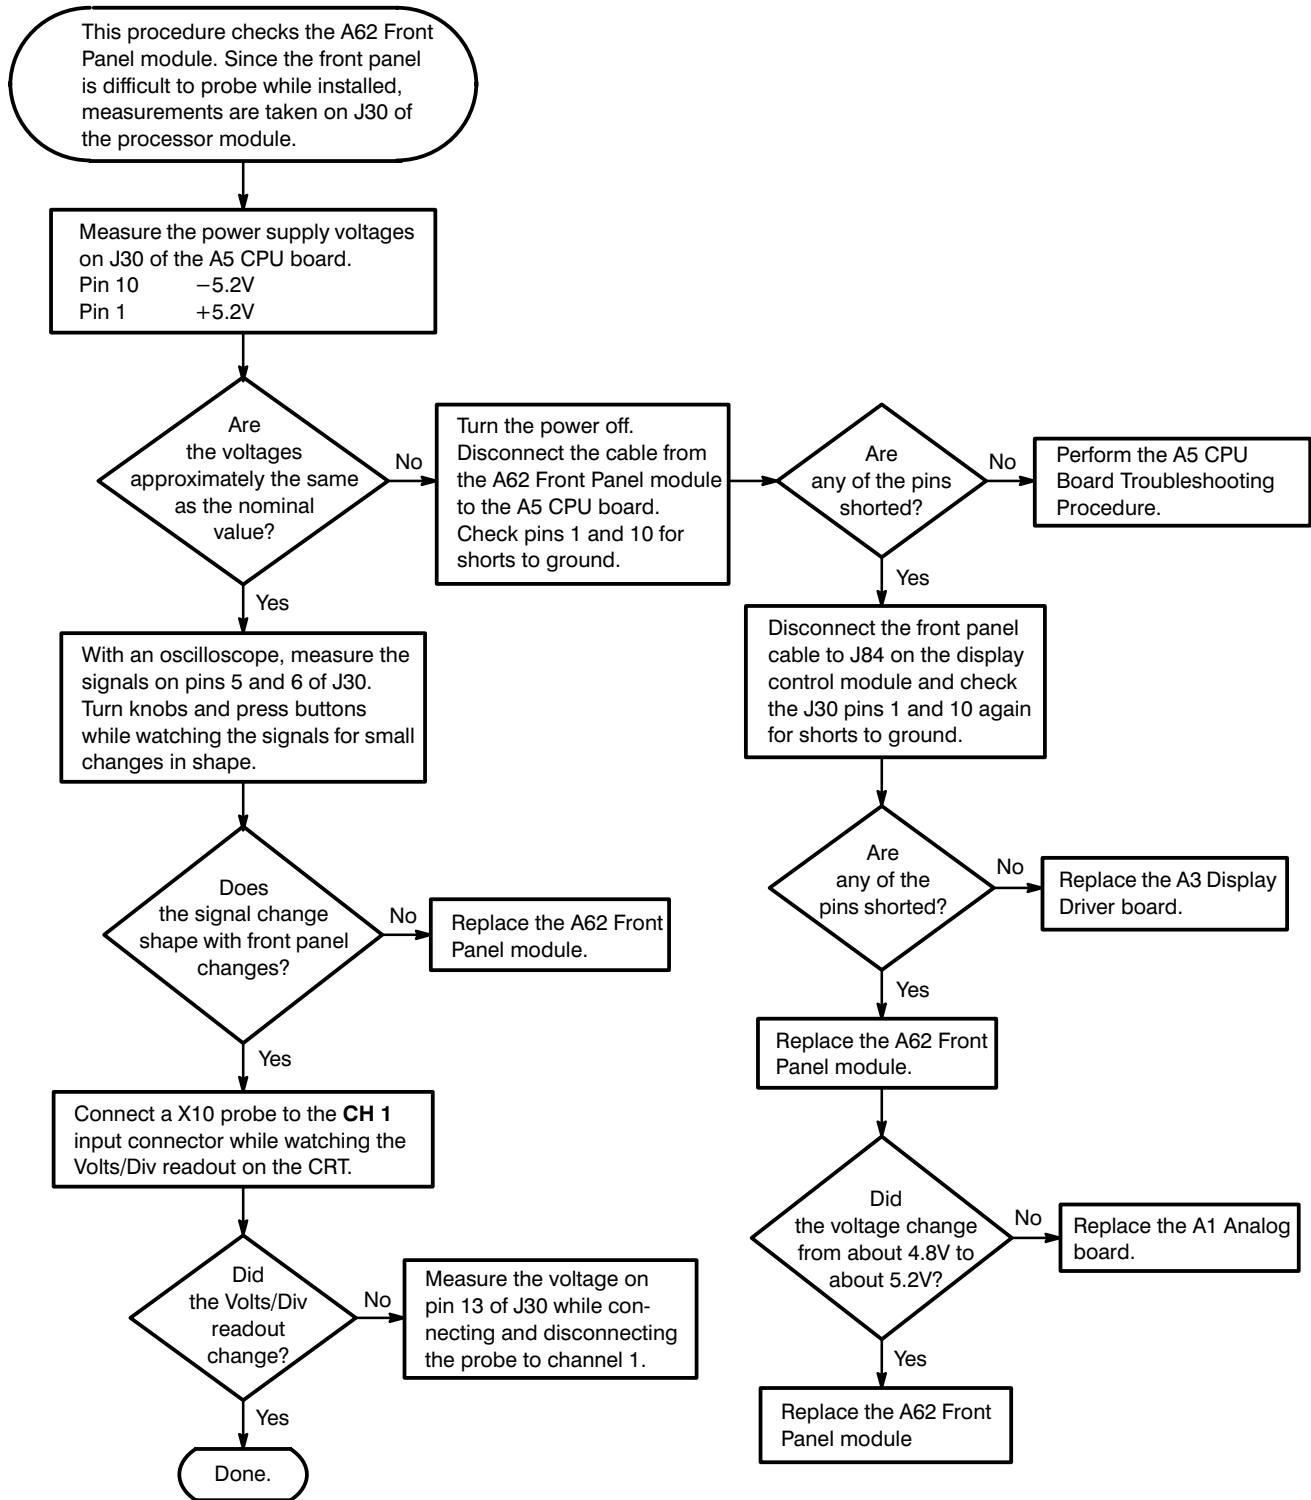 This procedure checks the A62 Front
Panel module. Since the front panel
is difficult to probe while installed,
measurements are taken on J30 of
the processor module.
Measure the power supply voltages
on J30 of the A5 CPU board.
Pin 10 −5.2V
Pin 1 +5.2V
Are
the voltages
approximately the same
as the nominal
value?
No
Yes
Turn the power off.
Disconnect the cable from
the A62 Front Panel module
to the A5 CPU board.
Check pins 1 and 10 for
shorts to ground.
Are
any of the pins
shorted?
No
Yes
Perform the A5 CPU
Board Troubleshooting
Procedure.
With an oscilloscope, measure the
signals on pins 5 and 6 of J30.
Turn knobs and press buttons
while watching the signals for small
changes in shape.
Disconnect the front panel
cable to J84 on the display
control module and check
the J30 pins 1 and 10 again
for shorts to ground.
Does
the signal change
shape with front panel
changes?
No
Yes
Replace the A62 Front
Panel module.
Are
any of the
pins shorted?
No
Yes
Replace the A3 Display
Driver board.
Replace the A62 Front
Panel module.
Connect a X10 probe to the CH 1
input connector while watching the
Volts/Div readout on the CRT.
Did
the Volts/Div
readout
change?
No
Yes
Measure the voltage on
pin 13 of J30 while con-
necting and disconnecting
the probe to channel 1.
Did
the voltage change
from about 4.8V to
about 5.2V?
No
Yes
Replace the A1 Analog
board.
Replace the A62 Front
Panel module
Done.